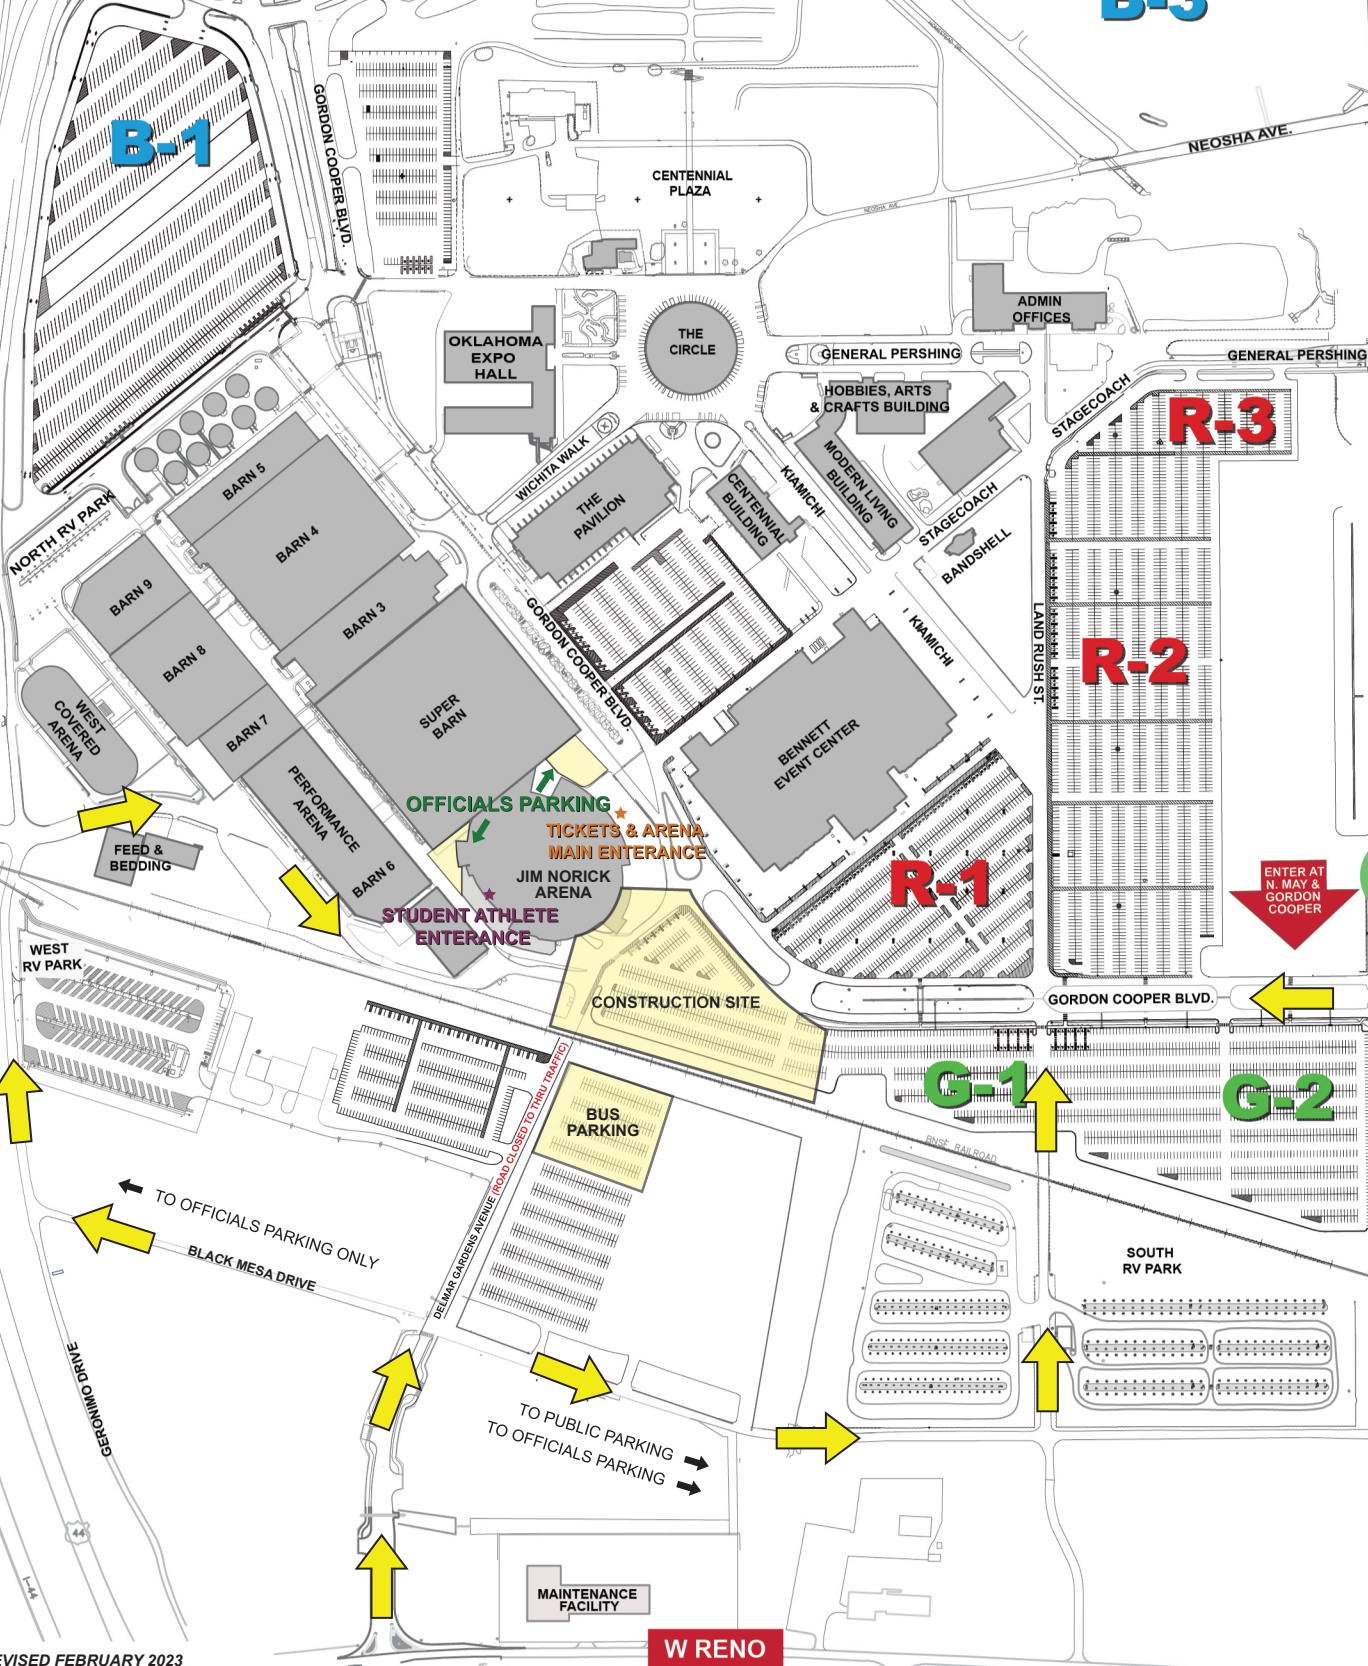 B-3
B-1
GORDON COOPER BLVD.
NEOSHA AVE.
NEOSHA AVE.
CENTENNIAL
PLAZA
ADMIN
OFFICES
OKLAHOMA
EXPO
HALL
THE
CIRCLE
GENERAL PERSHING
GENERAL PERSHING
HOBBIES, ARTS
& CRAFTS BUILDING
STAGECOACH
R-3
WICHITA WALK
THE
PAVILION
CENTENNIAL
BUILDING
KIAMICHI
MODERN LIVING
BUILDING
STAGECOACH
BANDSHELL
NORTH RV PARK
BARN 5
BARN 4
BARN 3
BARN 9
BARN 8
BARN 7
WEST
COVERED
ARENA
SUPER
BARN
GORDON COOPER BLVD.
KIAMICHI
LAND RUSH ST.
R-2
BENNETT
EVENT CENTER
PERFORMANCE
ARENA
BARN 6
OFFICIALS PARKING
TICKETS & ARENA
MAIN ENTERANCE
JIM NORICK
ARENA
STUDENT ATHLETE
ENTERANCE
FEED &
BEDDING
R-1
ENTER AT
N. MAY &
GORDON
COOPER
WEST
RV PARK
CONSTRUCTION SITE
GORDON COOPER BLVD.
G-1
G-2
BUS
PARKING
BNSF RAILROAD
DELMAR GARDENS AVENUE (ROAD CLOSED TO THRU TRAFFIC)
TO OFFICIALS PARKING ONLY
BLACK MESA DRIVE
SOUTH
RV PARK
GERONIMO DRIVE
TO PUBLIC PARKING
TO OFFICIALS PARKING
44
I-44
MAINTENANCE
FACILITY
W RENO
EVISED FEBRUARY 2023